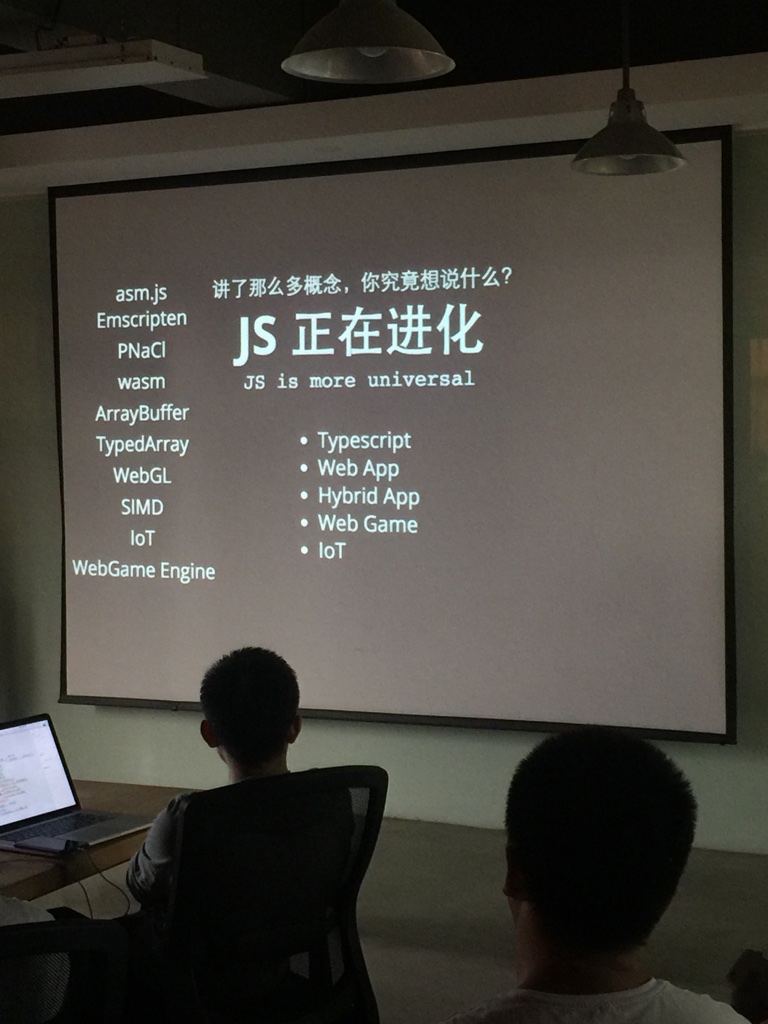 asm.js
Emscripten
PNaCl
wasm
ArrayBuffer
TypedArray
WebGL
SIMD
IoT
WebGame Engine
讲了那么多概念，你究竟想说什么？
JS 正在进化
JS is more universal
• Typescript
• Web App
• Hybrid App
• Web Game
• IoT